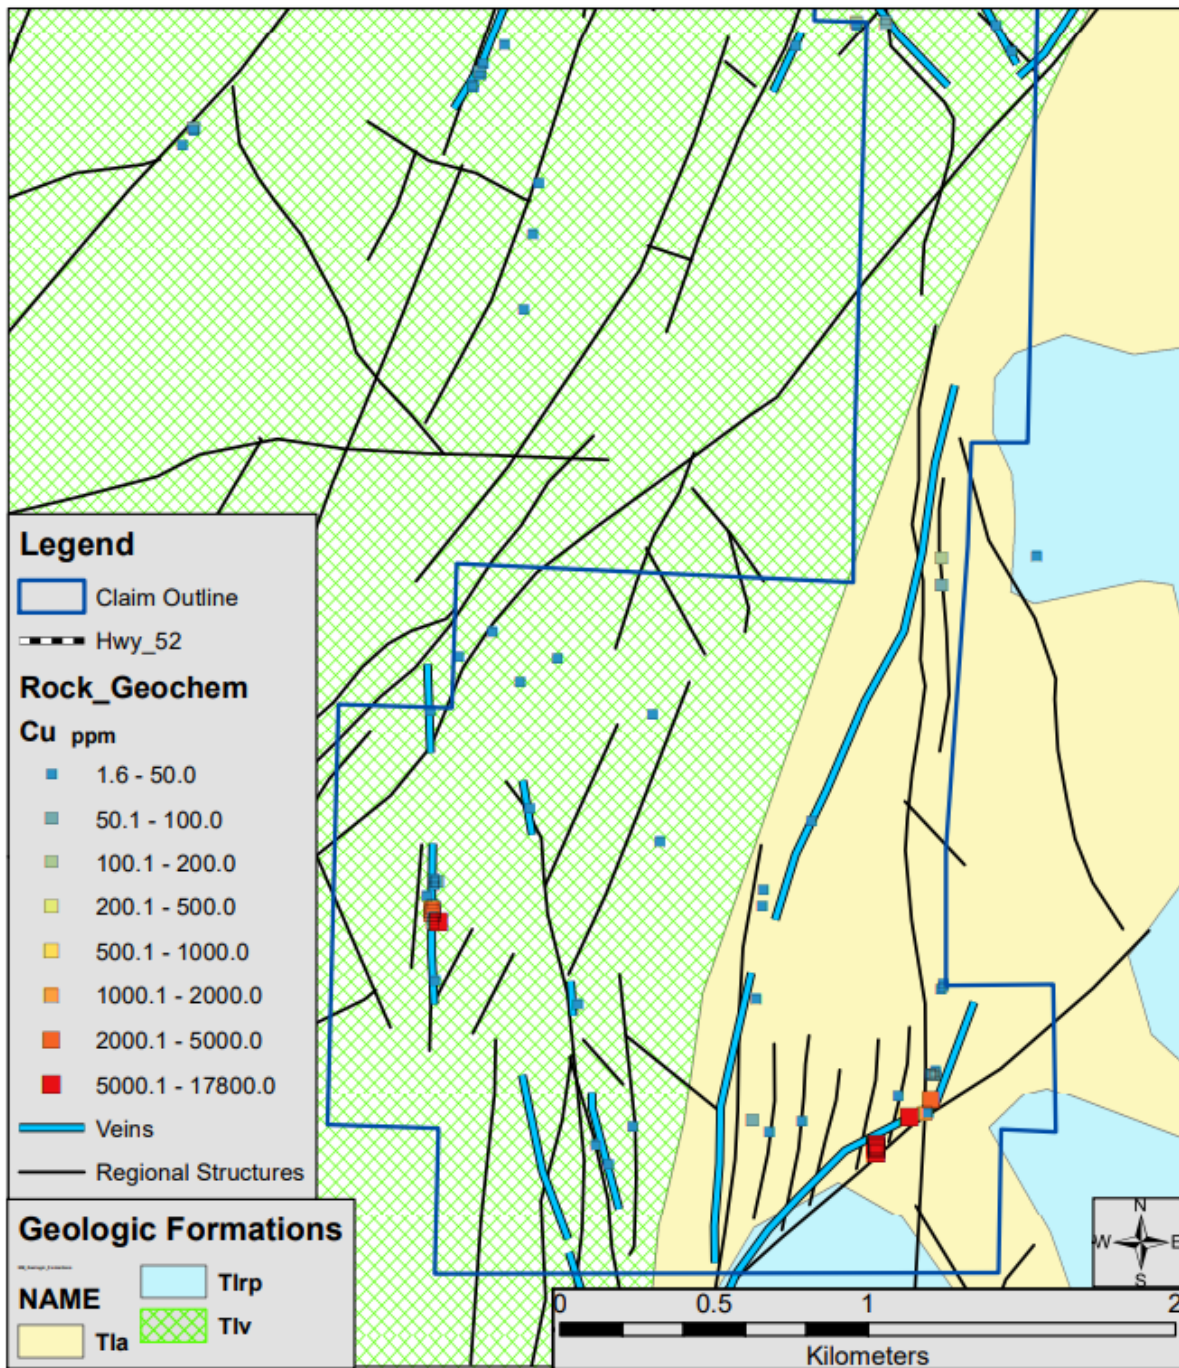 Legend
Claim Outline
Hwy_52
Rock_Geochem
Cu ppm
1.6 - 50.0
50.1 - 100.0
100.1 - 200.0
200.1 - 500.0
500.1 - 1000.0
1000.1 - 2000.0
2000.1 - 5000.0
5000.1 - 17800.0
Veins
Regional Structures
Geologic Formations
NAME
Tlrp
Tlv
Tla
N
W E
S
0 0.5 1 2
Kilometers